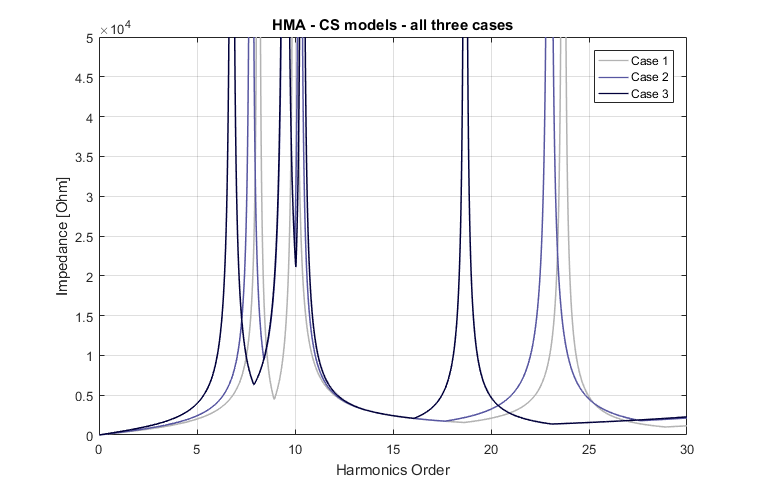 HMA - CS models - all three cases
×10⁴
5
4.5
4
3.5
3
2.5
2
1.5
1
0.5
0
Impedance [Ohm]
Case 1
Case 2
Case 3
0 5 10 15 20 25 30
Harmonics Order